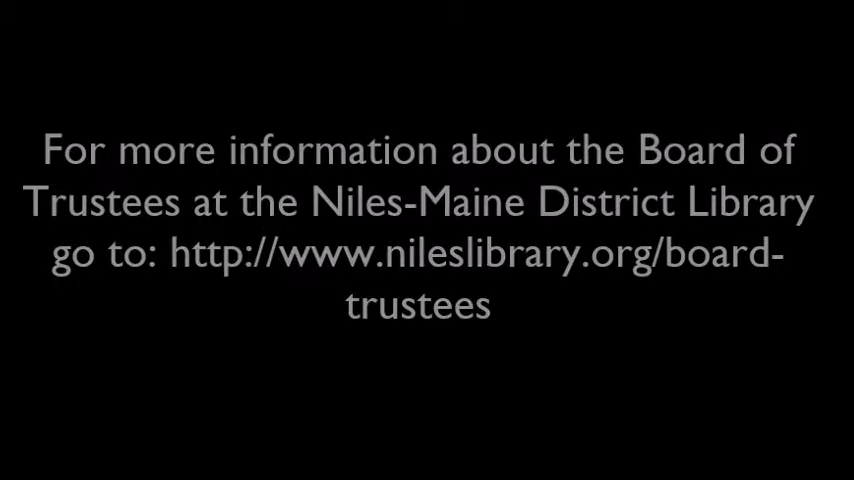 For more information about the Board of
Trustees at the Niles-Maine District Library
go to: http://www.nileslibrary.org/board-
trustees